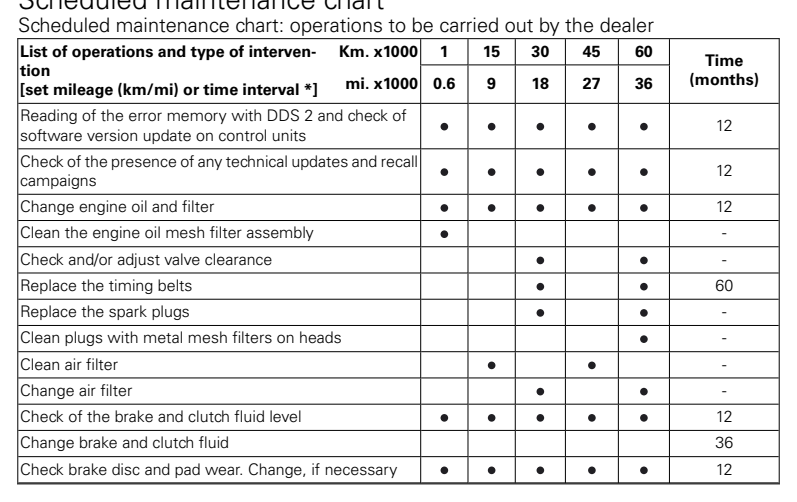 Scheduled maintenance chart
Scheduled maintenance chart: operations to be carried out by the dealer
List of operations and type of interven- Km. x1000 1 15 30 45 60 Time
tion
[set mileage (km/mi) or time interval *] mi. x1000 0.6 9 18 27 36 (months)
Reading of the error memory with DDS 2 and check of
software version update on control units ● ● ● ● ● 12
Check of the presence of any technical updates and recall
campaigns ● ● ● ● ● 12
Change engine oil and filter ● ● ● ● ● 12
Clean the engine oil mesh filter assembly ● -
Check and/or adjust valve clearance ● ● -
Replace the timing belts ● ● 60
Replace the spark plugs ● ● -
Clean plugs with metal mesh filters on heads ● -
Clean air filter ● ● -
Change air filter ● ● -
Check of the brake and clutch fluid level ● ● ● ● ● 12
Change brake and clutch fluid 36
Check brake disc and pad wear. Change, if necessary ● ● ● ● ● 12